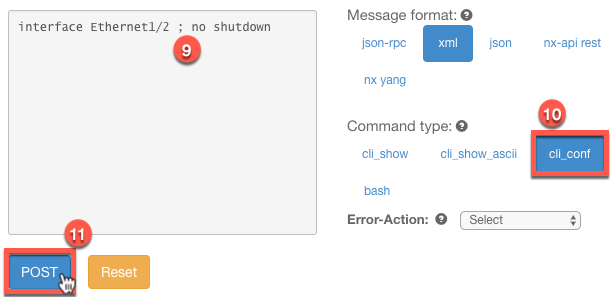 interface Ethernet1/2 ; no shutdown
9
Message format: ?
json-rpc xml json nx-api rest
nx yang
10
Command type: ?
cli_show cli_show_ascii cli_conf
bash
Error-Action: ? Select
11
POST Reset